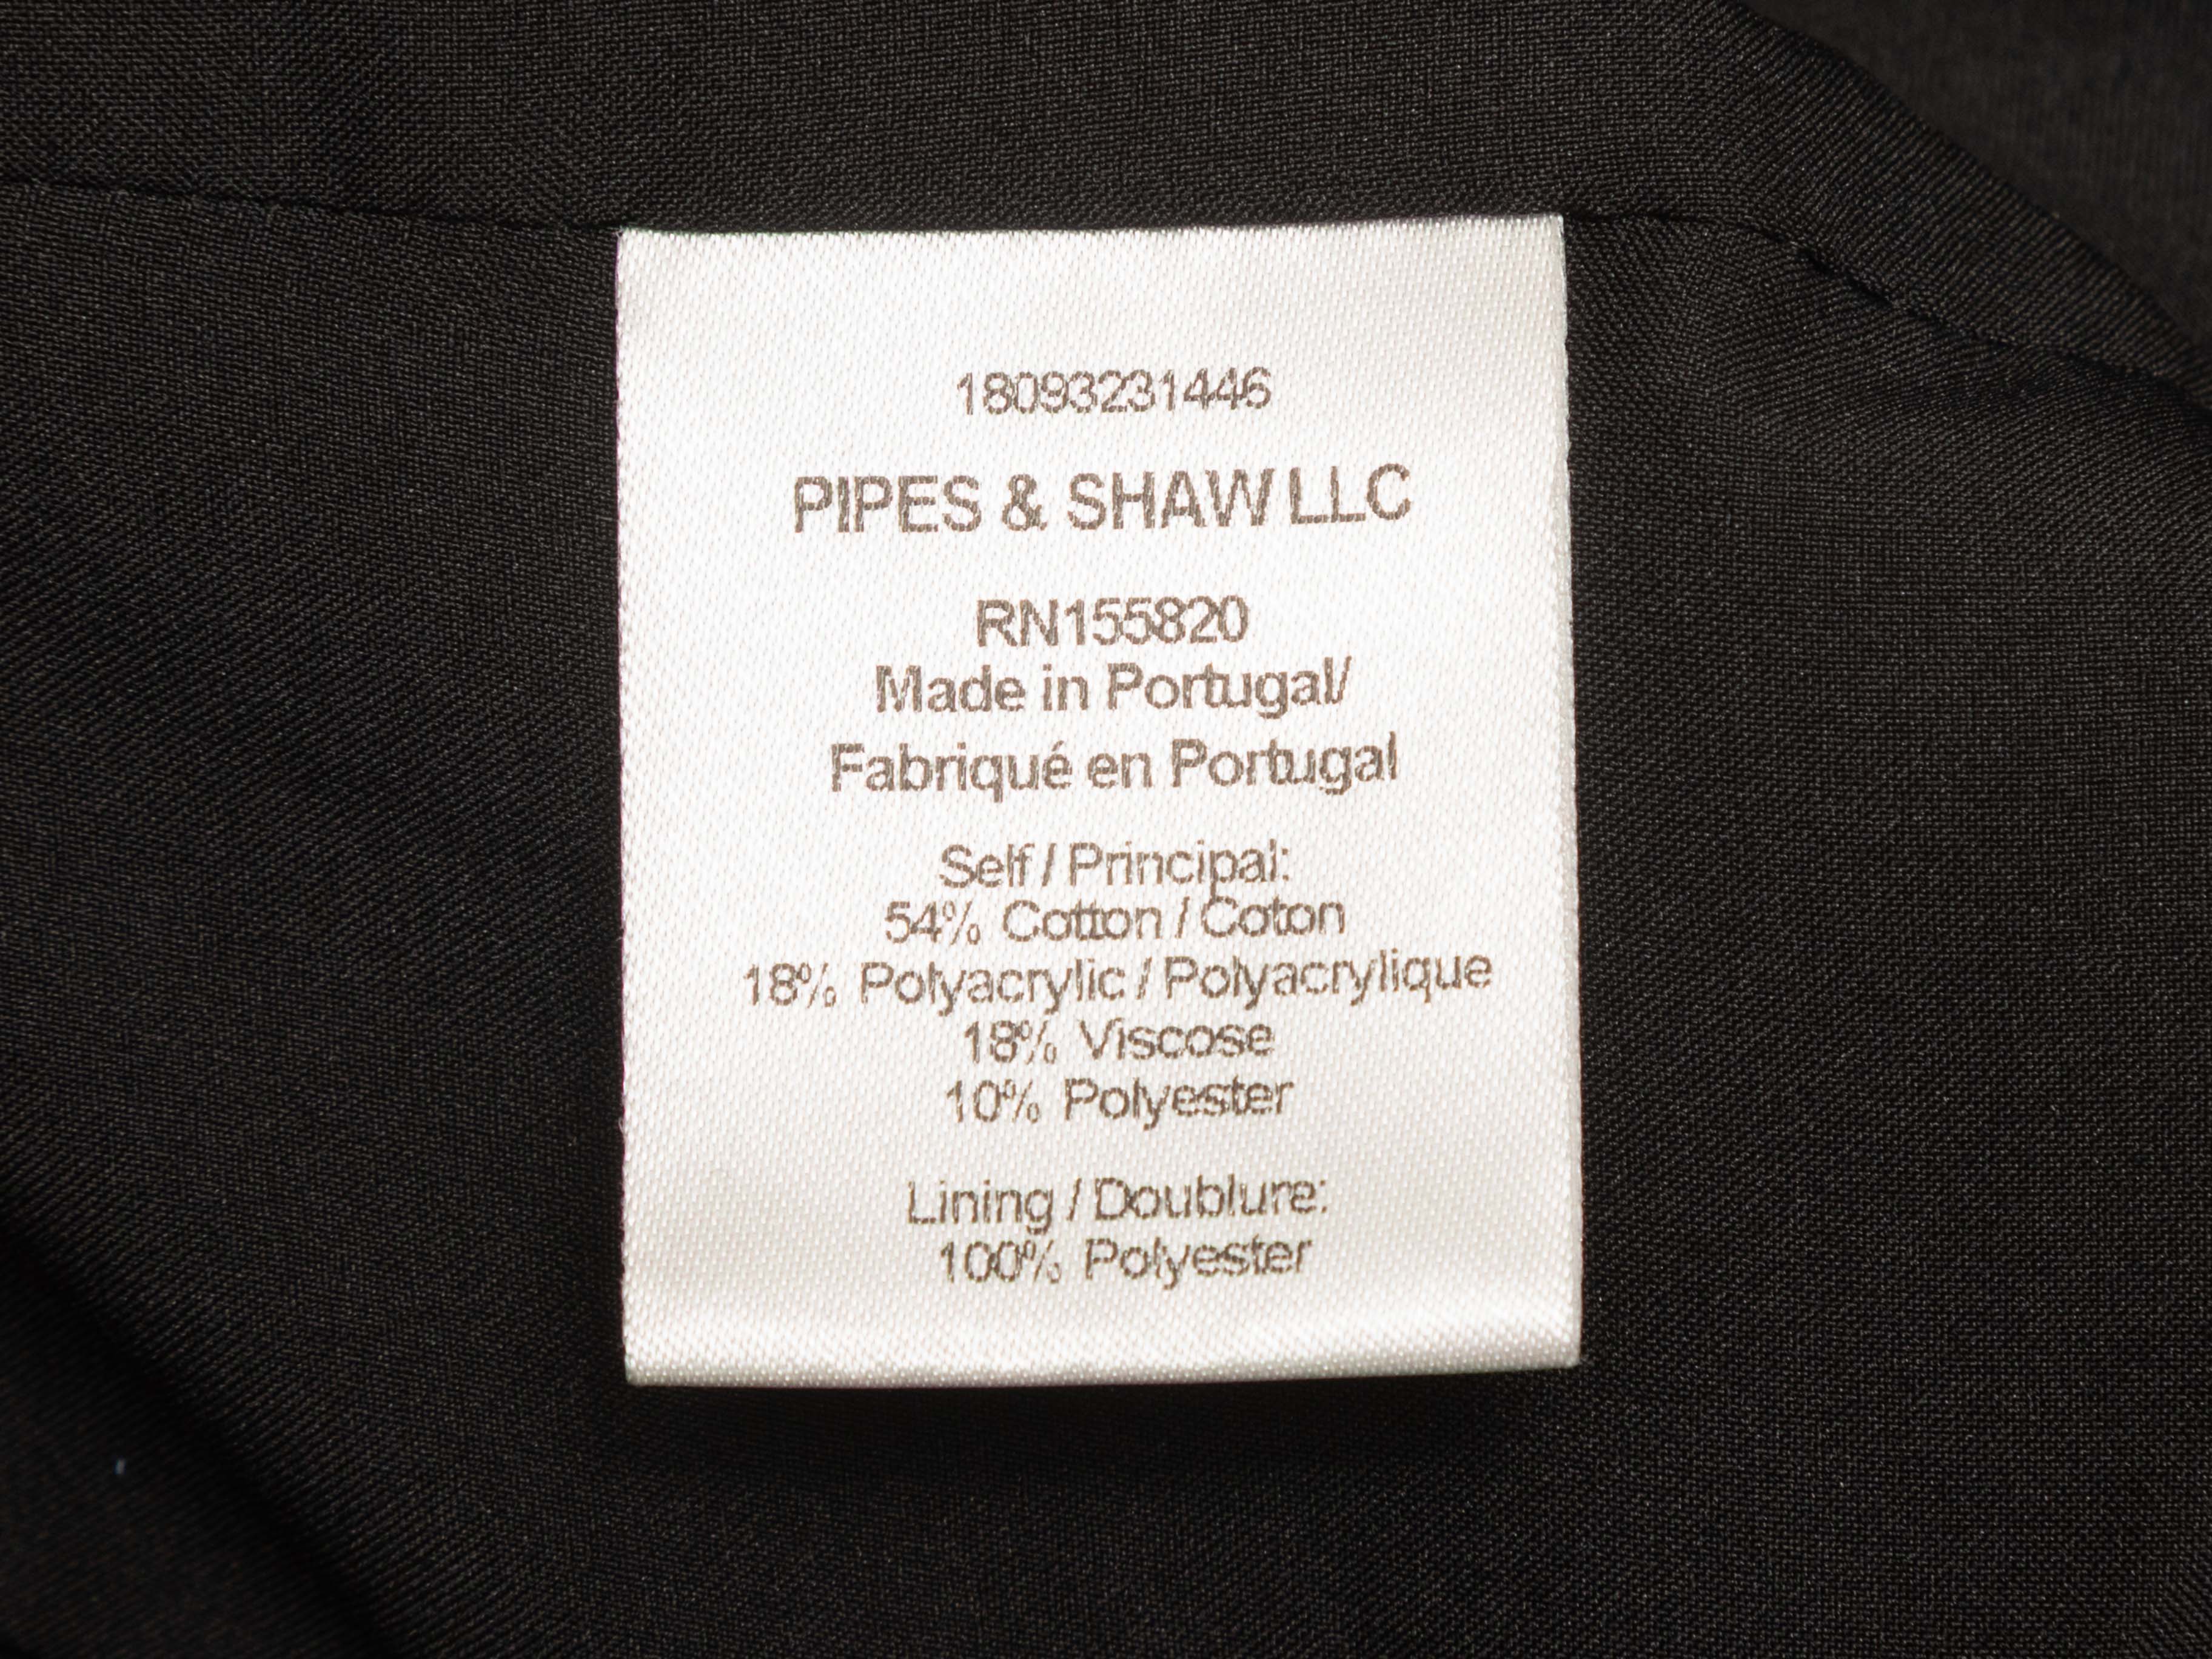 18093231446
PIPES & SHAW LLC
RN155820
Made in Portugal/
Fabriqué en Portugal
Self / Principal:
54% Cotton / Coton
18% Polyacrylic / Polyacrylique
18% Viscose
10% Polyester
Lining / Doublure:
100% Polyester